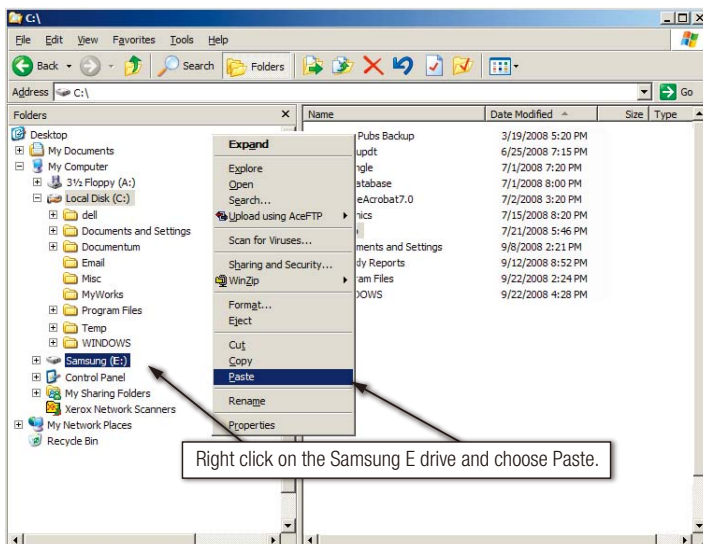 C:\
File Edit View Favorites Tools Help
Back Search Folders
Address C:\ Go
Folders X
Desktop
My Documents
My Computer
3½ Floppy (A:)
Local Disk (C:)
dell
Documents and Settings
Documentum
Email
Misc
MyWorks
Program Files
Temp
WINDOWS
Samsung (E:)
Control Panel
My Sharing Folders
Xerox Network Scanners
My Network Places
Recycle Bin
Expand
Explore
Open
Search...
Upload using AceFTP
Scan for Viruses...
Sharing and Security...
WinZip
Format...
Eject
Cut
Copy
Paste
Rename
Properties
Name Date Modified Size Type
Pubs Backup 3/19/2008 5:20 PM
updt 6/25/2008 7:15 PM
ngle 7/1/2008 7:20 PM
atabase 7/1/2008 8:00 PM
eAcrobat7.0 7/2/2008 3:20 PM
nics 7/15/2008 8:20 PM
7/21/2008 5:46 PM
ments and Settings 9/8/2008 2:21 PM
dy Reports 9/12/2008 8:52 PM
am Files 9/22/2008 2:24 PM
DOWS 9/22/2008 4:28 PM
Right click on the Samsung E drive and choose Paste.